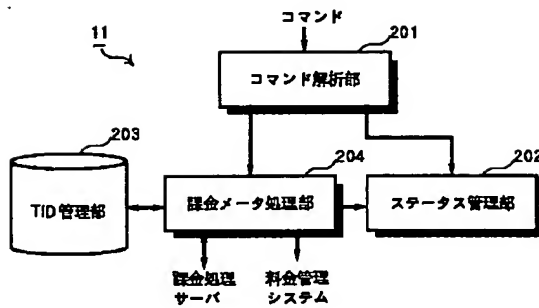 コマンド
11
201
コマンド解析部
203
204
202
TID管理部
課金メータ処理部
ステータス管理部
課金処理
サーバ
料金管理
システム